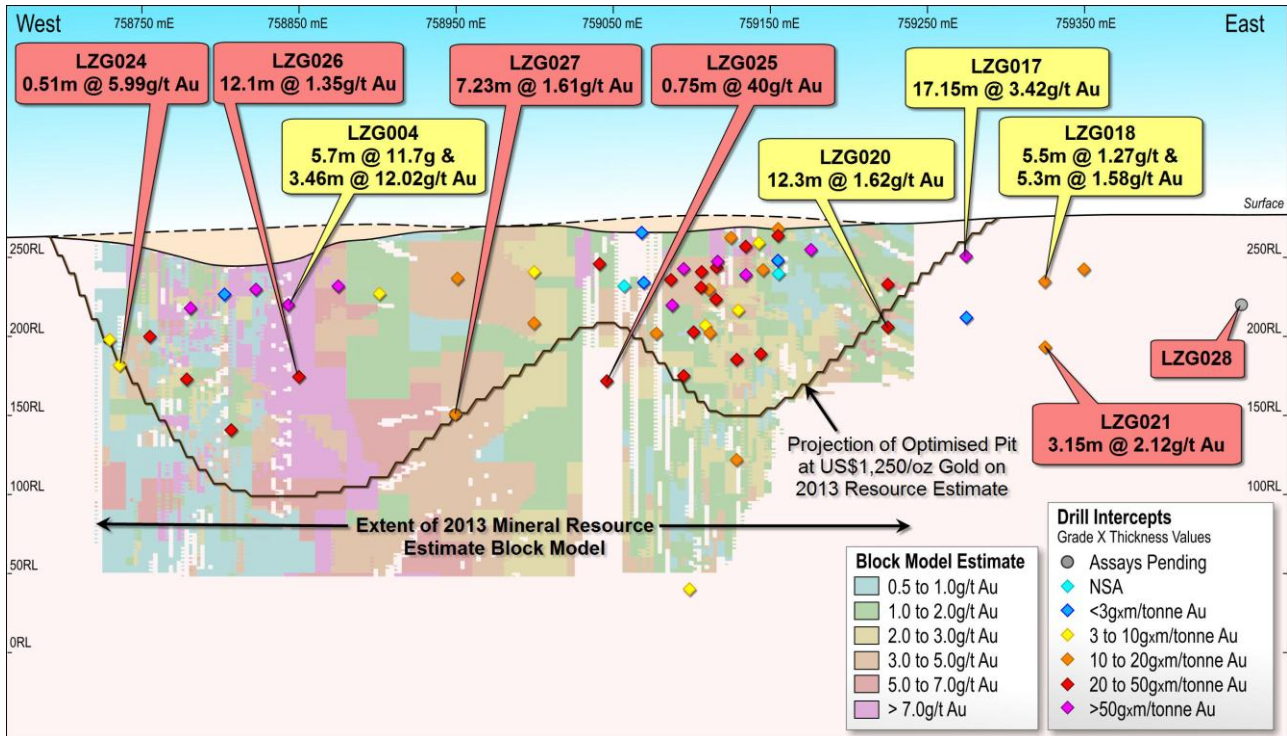 West
758750 mE
758850 mE
758950 mE
759050 mE
759150 mE
759250 mE
759350 mE
East
LZG024
0.51m @ 5.99g/t Au
LZG026
12.1m @ 1.35g/t Au
LZG027
7.23m @ 1.61g/t Au
LZG025
0.75m @ 40g/t Au
LZG017
17.15m @ 3.42g/t Au
LZG004
5.7m @ 11.7g &
3.46m @ 12.02g/t Au
LZG020
12.3m @ 1.62g/t Au
LZG018
5.5m @ 1.27g/t &
5.3m @ 1.58g/t Au
Surface
250RL
250RL
200RL
200RL
LZG028
150RL
150RL
LZG021
3.15m @ 2.12g/t Au
Projection of Optimised Pit
at US$1,250/oz Gold on
2013 Resource Estimate
100RL
100RL
Extent of 2013 Mineral Resource
Estimate Block Model
50RL
0RL
Block Model Estimate
0.5 to 1.0g/t Au
1.0 to 2.0g/t Au
2.0 to 3.0g/t Au
3.0 to 5.0g/t Au
5.0 to 7.0g/t Au
> 7.0g/t Au
Drill Intercepts
Grade X Thickness Values
Assays Pending
NSA
<3gxm/tonne Au
3 to 10gxm/tonne Au
10 to 20gxm/tonne Au
20 to 50gxm/tonne Au
>50gxm/tonne Au